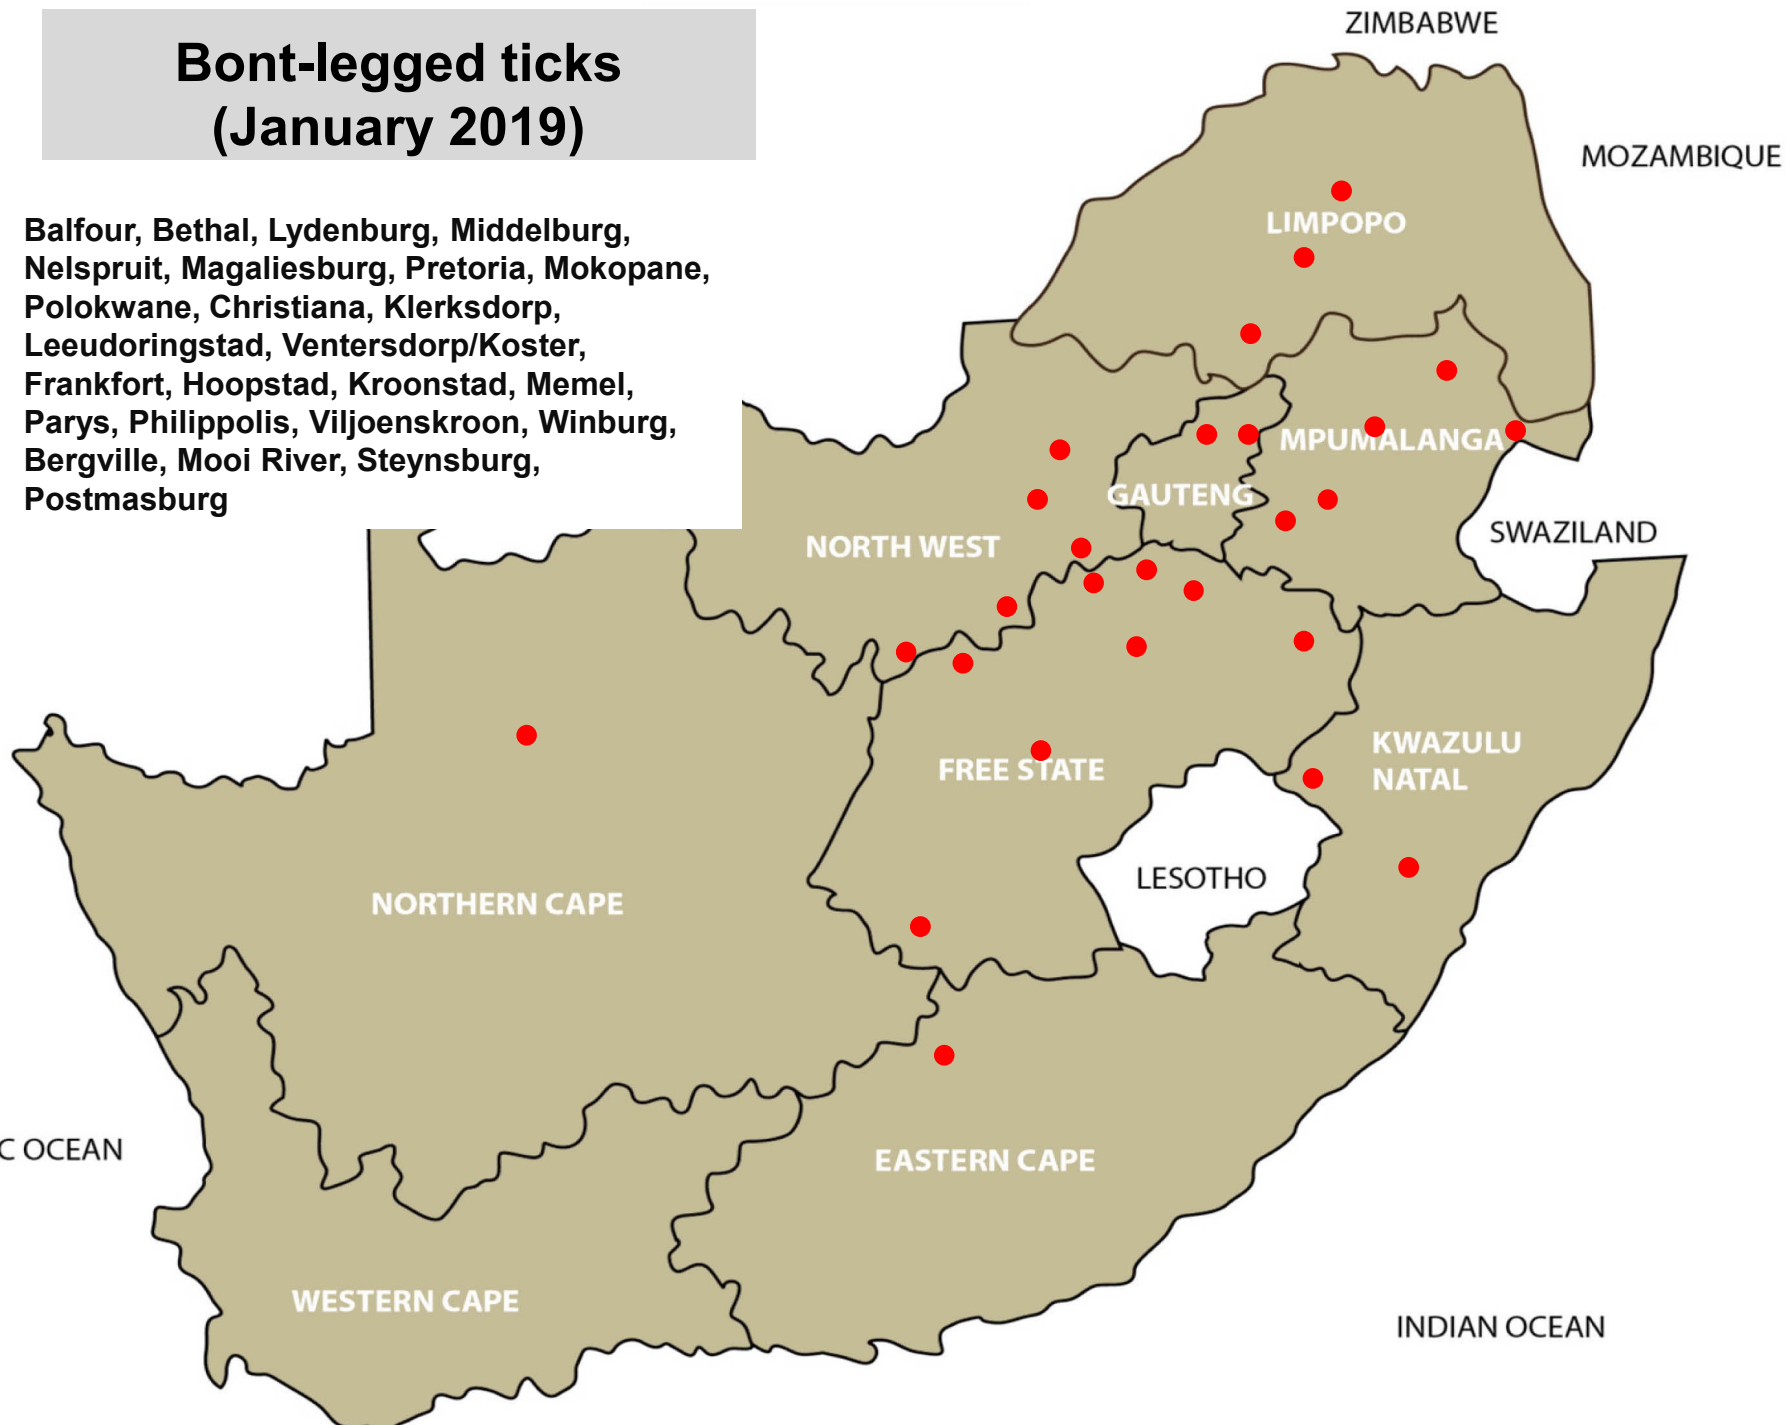 Bont-legged ticks
(January 2019)
Balfour, Bethal, Lydenburg, Middelburg,
Nelspruit, Magaliesburg, Pretoria, Mokopane,
Polokwane, Christiana, Klerksdorp,
Leeudoringstad, Ventersdorp/Koster,
Frankfort, Hoopstad, Kroonstad, Memel,
Parys, Philippolis, Viljoenskroon, Winburg,
Bergville, Mooi River, Steynsburg,
Postmasburg
ZIMBABWE
MOZAMBIQUE
LIMPOPO
MPUMALANGA
GAUTENG
SWAZILAND
NORTH WEST
KWAZULU
NATAL
FREE STATE
LESOTHO
NORTHERN CAPE
C OCEAN
EASTERN CAPE
WESTERN CAPE
INDIAN OCEAN